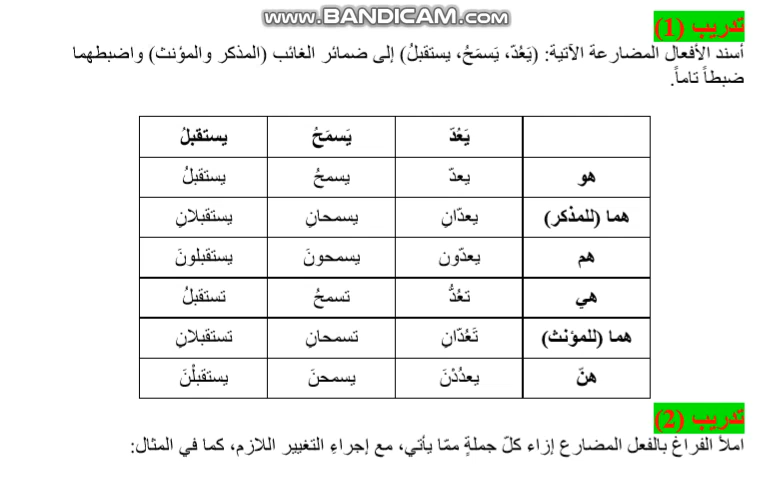 www.BANDICAM.com
تدريب (1)
أسند الأفعال المضارعة الآتية: (يَعُدّ، يَسمَحُ، يستقبلُ) إلى ضمائر الغائب (المذكر والمؤنث) واضبطهما
ضبطاً تاماً.
يَعُدّ يَسمَحُ يستقبلُ
هو يعدّ يسمحُ يستقبلُ
هما (للمذكر) يعدّانِ يسمحانِ يستقبلانِ
هم يعدّون يسمحونَ يستقبلونَ
هي تعُدُّ تسمحُ تستقبلُ
هما (للمؤنث) تَعُدّانِ تسمحانِ تستقبلانِ
هنّ يعدُدْنَ يسمحنَ يستقبلْنَ
تدريب (2)
املأ الفراغ بالفعل المضارع إزاء كلّ جملةٍ ممّا يأتي، مع إجراءِ التغيير اللازم، كما في المثال: